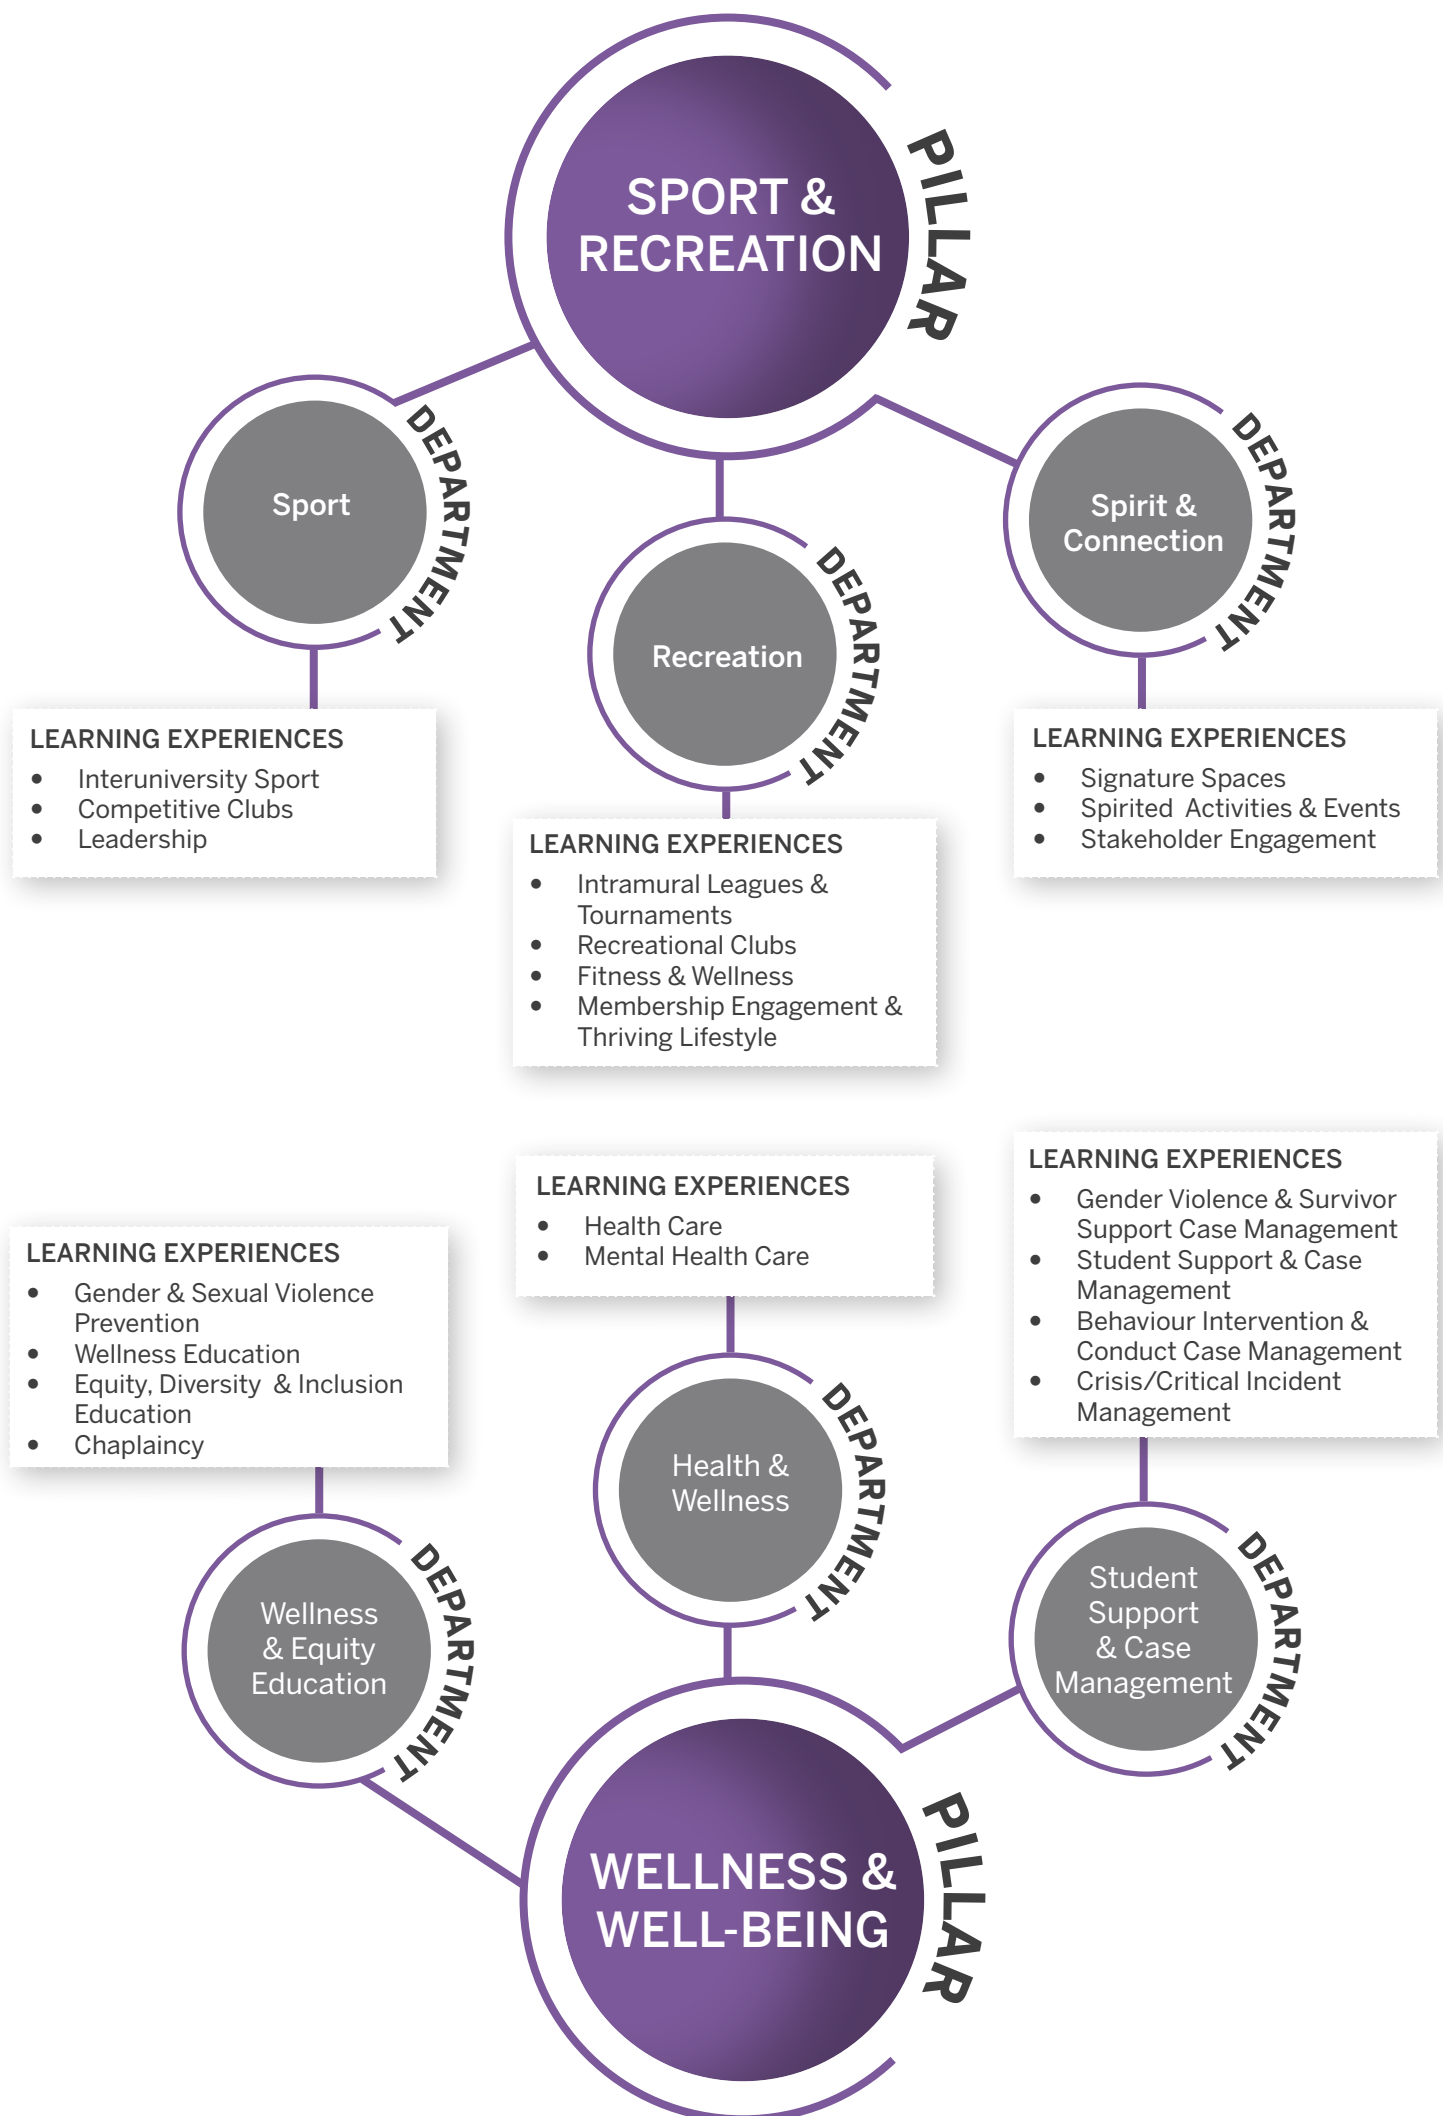 SPORT &
RECREATION
PILLAR
Sport
DEPARTMENT
LEARNING EXPERIENCES
• Interuniversity Sport
• Competitive Clubs
• Leadership
Recreation
DEPARTMENT
LEARNING EXPERIENCES
• Intramural Leagues &
Tournaments
• Recreational Clubs
• Fitness & Wellness
• Membership Engagement &
Thriving Lifestyle
Spirit &
Connection
DEPARTMENT
LEARNING EXPERIENCES
• Signature Spaces
• Spirited Activities & Events
• Stakeholder Engagement
LEARNING EXPERIENCES
• Gender & Sexual Violence
Prevention
• Wellness Education
• Equity, Diversity & Inclusion
Education
• Chaplaincy
Wellness
& Equity
Education
DEPARTMENT
LEARNING EXPERIENCES
• Health Care
• Mental Health Care
Health &
Wellness
DEPARTMENT
LEARNING EXPERIENCES
• Gender Violence & Survivor
Support Case Management
• Student Support & Case
Management
• Behaviour Intervention &
Conduct Case Management
• Crisis/Critical Incident
Management
Student
Support
& Case
Management
DEPARTMENT
WELLNESS &
WELL-BEING
PILLAR